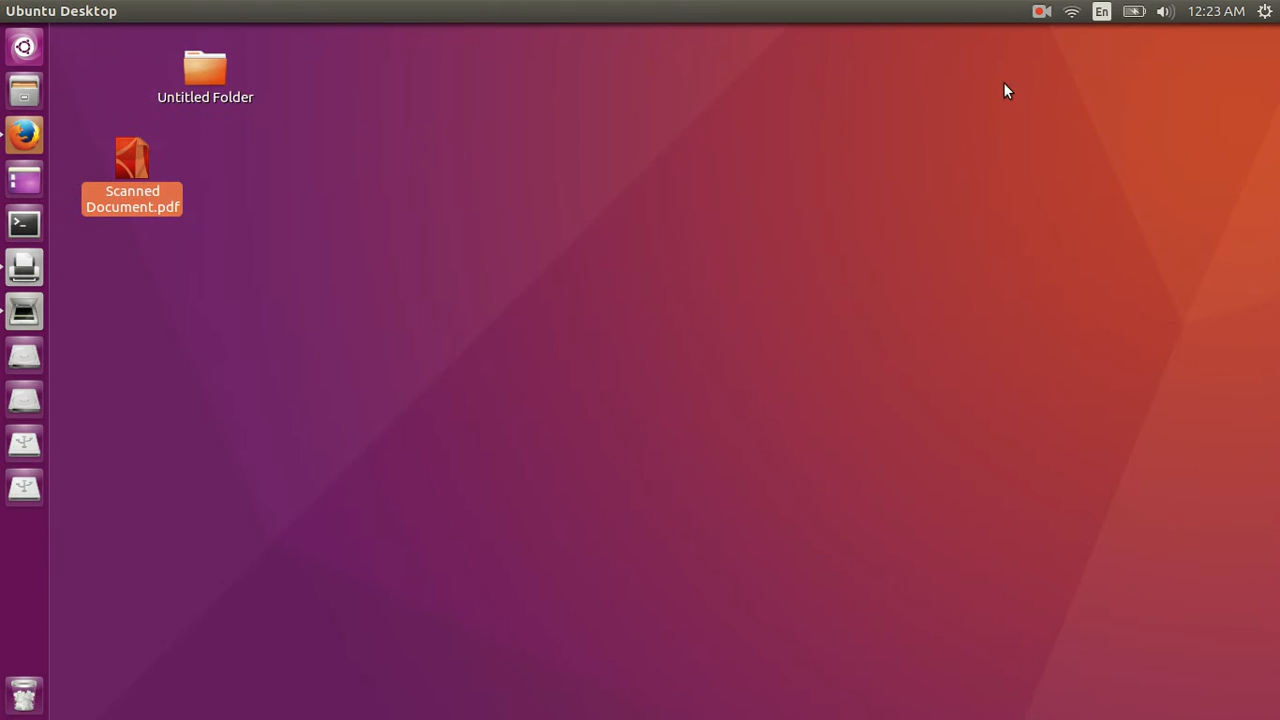 Ubuntu Desktop
En
12:23 AM
Untitled Folder
Scanned
Document.pdf